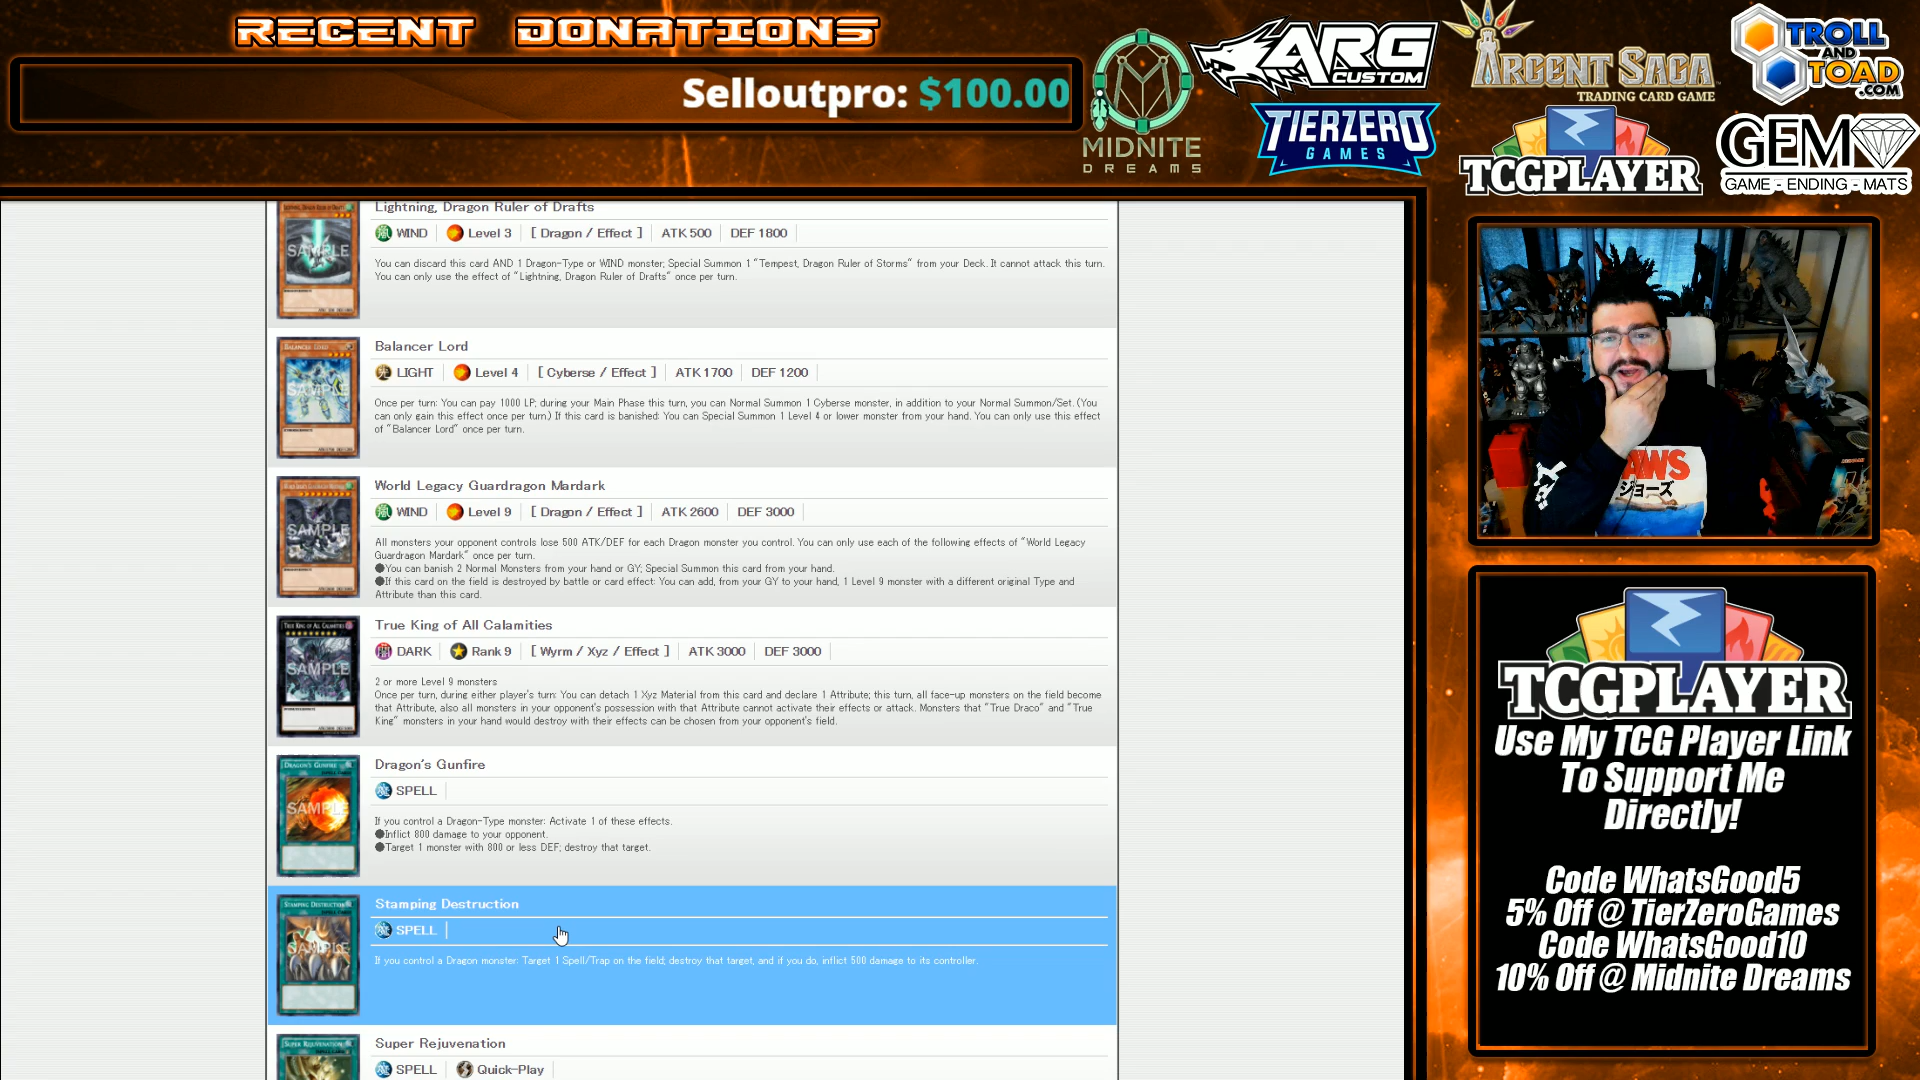 RECENT DONATIONS
Selloutpro: $100.00
MIDNITE
DREAMS
ARG
CUSTOM
TIERZERO
GAMES
ARGENT SAGA
TRADING CARD GAME
TROLL
AND
TOAD
.COM
TCGPLAYER
GEM
GAME - ENDING - MATS
Lightning, Dragon Ruler of Drafts
WIND Level 3 [ Dragon / Effect ] ATK 500 DEF 1800
You can discard this card AND 1 Dragon-Type or WIND monster; Special Summon 1 "Tempest, Dragon Ruler of Storms" from your Deck. It cannot attack this turn.
You can only use the effect of "Lightning, Dragon Ruler of Drafts" once per turn.
SAMPLE
Balancer Lord
LIGHT Level 4 [ Cyberse / Effect ] ATK 1700 DEF 1200
Once per turn: You can pay 1000 LP; during your Main Phase this turn, you can Normal Summon 1 Cyberse monster, in addition to your Normal Summon/Set. (You
can only gain this effect once per turn.) If this card is banished: You can Special Summon 1 Level 4 or lower monster from your hand. You can only use this effect
of "Balancer Lord" once per turn.
SAMPLE
World Legacy Guardragon Mardark
WIND Level 9 [ Dragon / Effect ] ATK 2600 DEF 3000
All monsters your opponent controls lose 500 ATK/DEF for each Dragon monster you control. You can only use each of the following effects of "World Legacy
Guardragon Mardark" once per turn.
●You can banish 2 Normal Monsters from your hand or GY; Special Summon this card from your hand.
●If this card on the field is destroyed by battle or card effect: You can add, from your GY to your hand, 1 Level 9 monster with a different original Type and
Attribute than this card.
SAMPLE
True King of All Calamities
DARK Rank 9 [ Wyrm / Xyz / Effect ] ATK 3000 DEF 3000
2 or more Level 9 monsters
Once per turn, during either player's turn: You can detach 1 Xyz Material from this card and declare 1 Attribute; this turn, all face-up monsters on the field become
that Attribute, also all monsters in your opponent's possession with that Attribute cannot activate their effects or attack. Monsters that "True Draco" and "True
King" monsters in your hand would destroy with their effects can be chosen from your opponent's field.
SAMPLE
Dragon's Gunfire
SPELL
If you control a Dragon-Type monster: Activate 1 of these effects.
●Inflict 800 damage to your opponent.
●Target 1 monster with 800 or less DEF; destroy that target.
SAMPLE
Stamping Destruction
SPELL
If you control a Dragon monster: Target 1 Spell/Trap on the field; destroy that target, and if you do, inflict 500 damage to its controller.
SAMPLE
Super Rejuvenation
SPELL Quick-Play
JAWS
ジョーズ
TCGPLAYER
Use My TCG Player Link
To Support Me
Directly!
Code WhatsGood5
5% Off @ TierZeroGames
Code WhatsGood10
10% Off @ Midnite Dreams